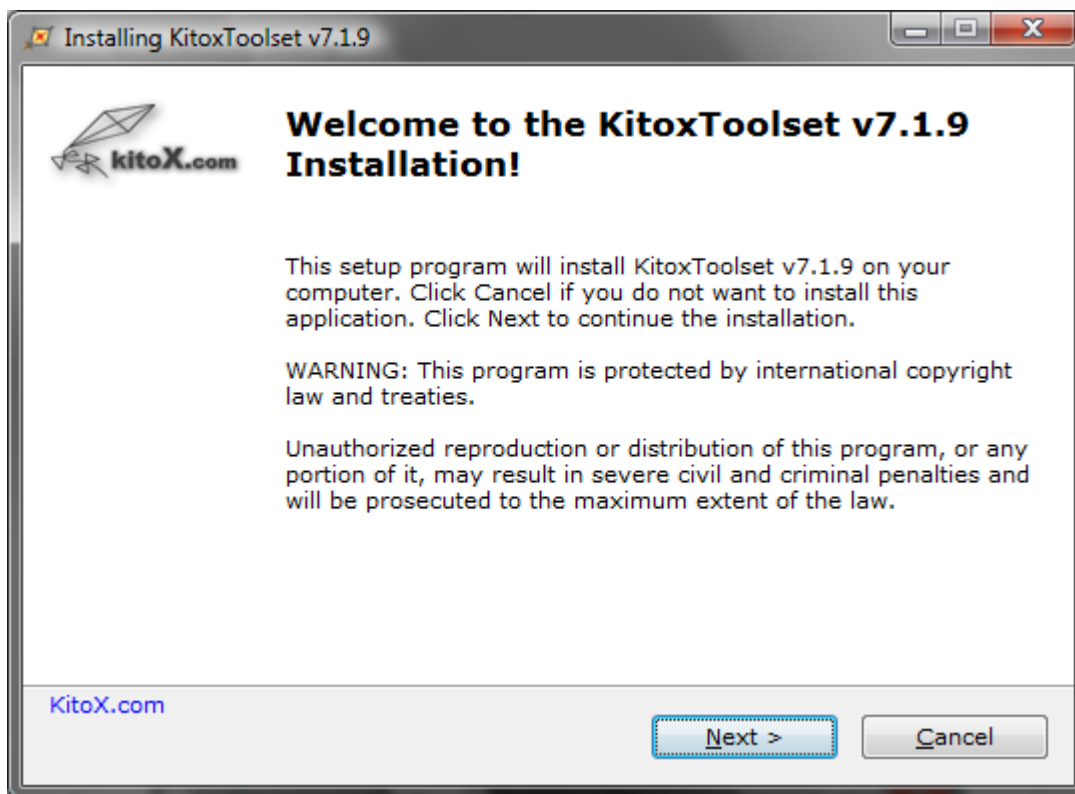 Installing KitoxToolset v7.1.9
kitoX.com
Welcome to the KitoxToolset v7.1.9
Installation!
This setup program will install KitoxToolset v7.1.9 on your
computer. Click Cancel if you do not want to install this
application. Click Next to continue the installation.
WARNING: This program is protected by international copyright
law and treaties.
Unauthorized reproduction or distribution of this program, or any
portion of it, may result in severe civil and criminal penalties and
will be prosecuted to the maximum extent of the law.
KitoX.com
Next >
Cancel